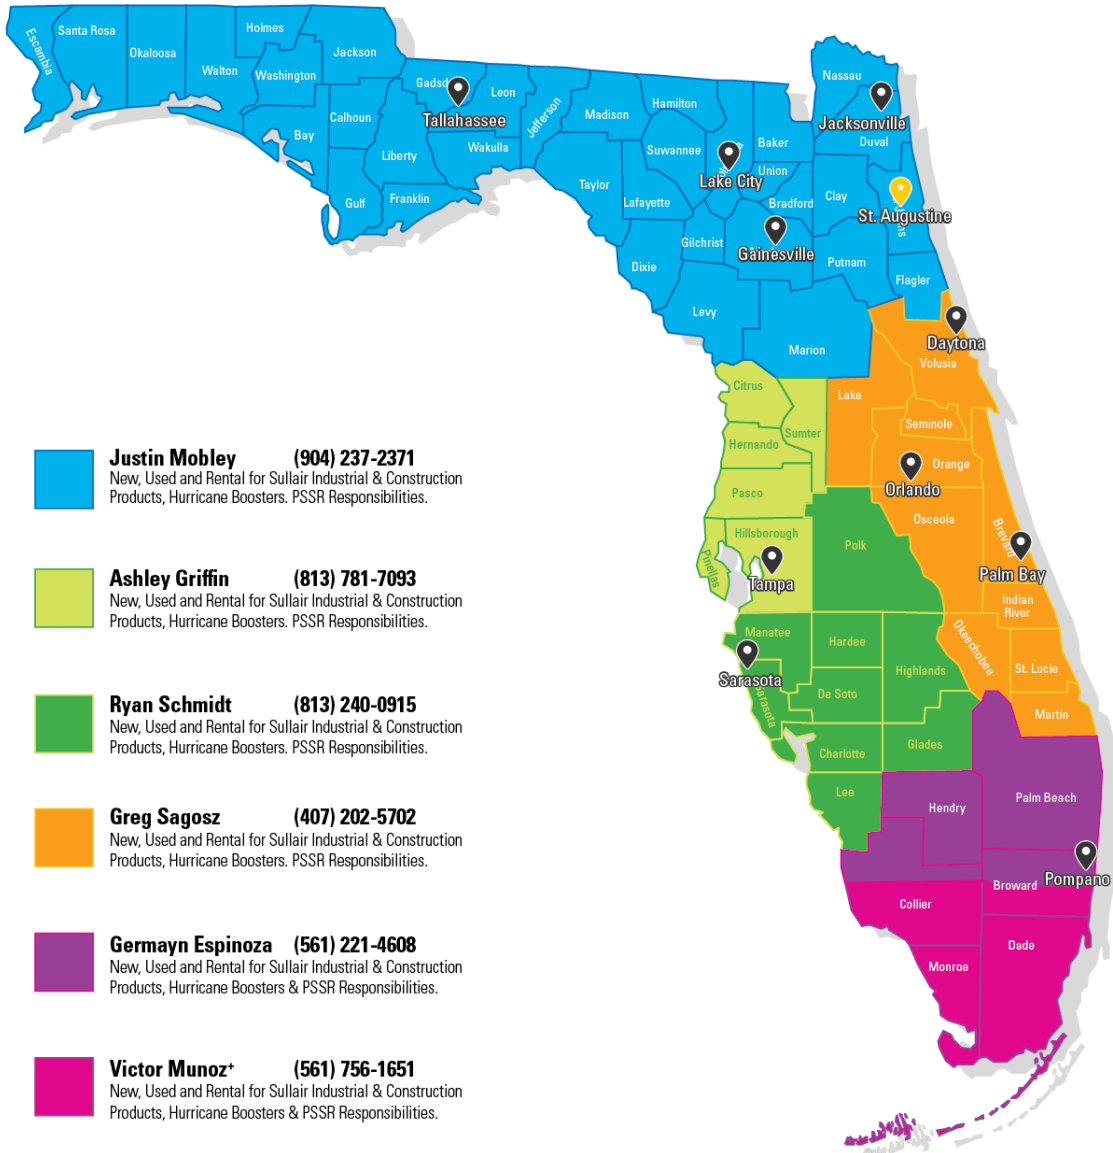 Escambia
Santa Rosa
Okaloosa
Walton
Holmes
Washington
Jackson
Bay
Calhoun
Gulf
Liberty
Franklin
Leon
Tallahassee
Wakulla
Jefferson
Madison
Taylor
Hamilton
Suwannee
Lafayette
Dixie
Lake City
Baker
Union
Bradford
Gilchrist
Gainesville
Levy
Marion
Nassau
Jacksonville
Duval
Clay
St. Augustine
Putnam
Flagler
Daytona
Volusia
Lake
Seminole
Orange
Orlando
Osceola
Brevard
Palm Bay
Indian
River
Okeechobee
St. Lucie
Martin
Citrus
Sumter
Hernando
Pasco
Hillsborough
Pinellas
Tampa
Polk
Manatee
Sarasota
Sarasota
Hardee
De Soto
Highlands
Charlotte
Glades
Lee
Hendry
Palm Beach
Pompano
Broward
Collier
Dade
Monroe
Justin Mobley (904) 237-2371
New, Used and Rental for Sullair Industrial & Construction
Products, Hurricane Boosters. PSSR Responsibilities.
Ashley Griffin (813) 781-7093
New, Used and Rental for Sullair Industrial & Construction
Products, Hurricane Boosters. PSSR Responsibilities.
Ryan Schmidt (813) 240-0915
New, Used and Rental for Sullair Industrial & Construction
Products, Hurricane Boosters. PSSR Responsibilities.
Greg Sagosz (407) 202-5702
New, Used and Rental for Sullair Industrial & Construction
Products, Hurricane Boosters. PSSR Responsibilities.
Germayn Espinoza (561) 221-4608
New, Used and Rental for Sullair Industrial & Construction
Products, Hurricane Boosters & PSSR Responsibilities.
Victor Munoz+ (561) 756-1651
New, Used and Rental for Sullair Industrial & Construction
Products, Hurricane Boosters & PSSR Responsibilities.